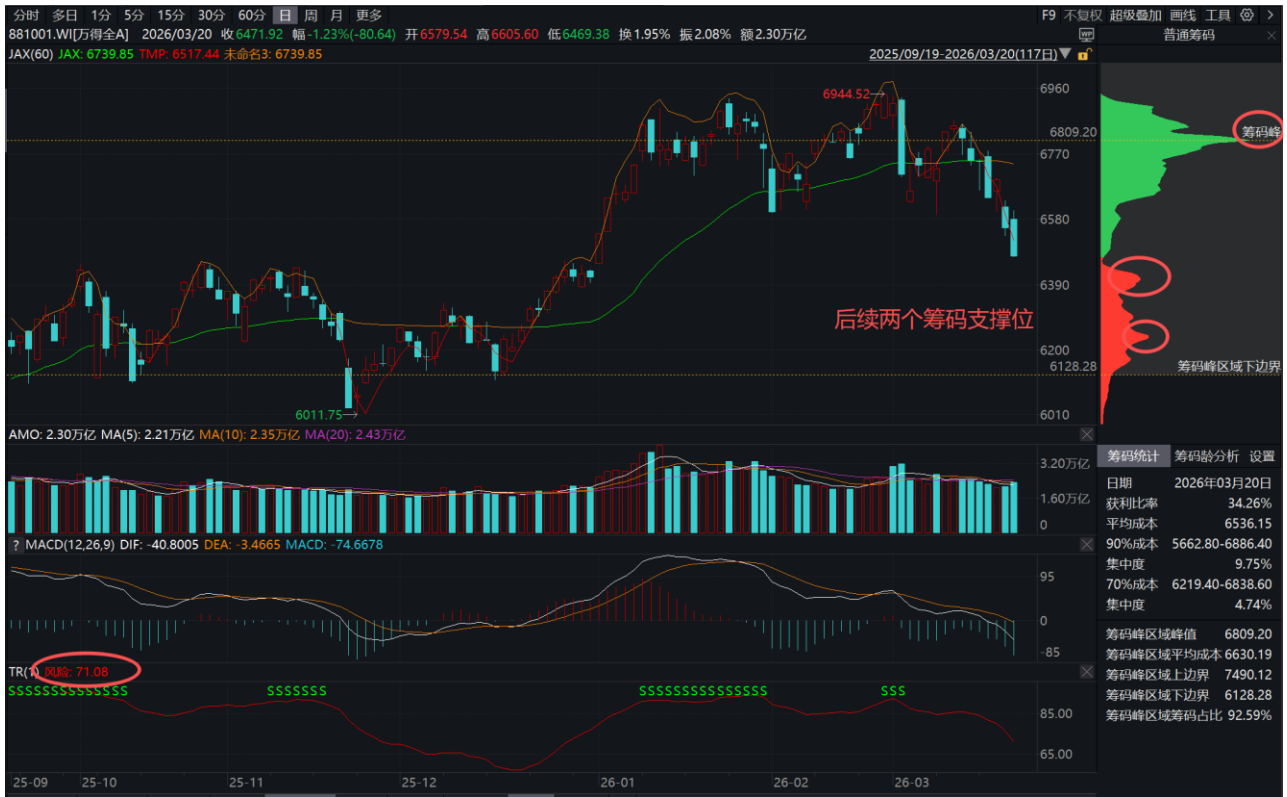 分时 多日 1分 5分 15分 30分 60分 日 周 月 更多 F9 不复权 超级叠加 画线 工具
881001.WI[万得全A] 2026/03/20 收6471.92 幅-1.23%(-80.64) 开6579.54 高6605.60 低6469.38 换1.95% 振2.08% 额2.30万亿 WP 普通筹码
JAX(60) JAX: 6739.85 TMP: 6517.44 未命名3: 6739.85 2025/09/19-2026/03/20(117日)
6960
6944.52
6809.20 筹码峰
6770
6580
6390
后续两个筹码支撑位
6200
6128.28 筹码峰区域下边界
6011.75
6010
AMO: 2.30万亿 MA(5): 2.21万亿 MA(10): 2.35万亿 MA(20): 2.43万亿
3.20万亿
1.60万亿
0
? MACD(12,26,9) DIF: -40.8005 DEA: -3.4665 MACD: -74.6678
95
0
-85
TR(1) 风险: 71.08
SSSSSSSSSSSSSS SSSSSSS SSSSSSSSSSSSSSS SSS
85.00
65.00
25-09 25-10 25-11 25-12 26-01 26-02 26-03
筹码统计 筹码龄分析 设置
日期 2026年03月20日
获利比率 34.26%
平均成本 6536.15
90%成本 5662.80-6886.40
集中度 9.75%
70%成本 6219.40-6838.60
集中度 4.74%
筹码峰区域峰值 6809.20
筹码峰区域平均成本 6630.19
筹码峰区域上边界 7490.12
筹码峰区域下边界 6128.28
筹码峰区域筹码占比 92.59%